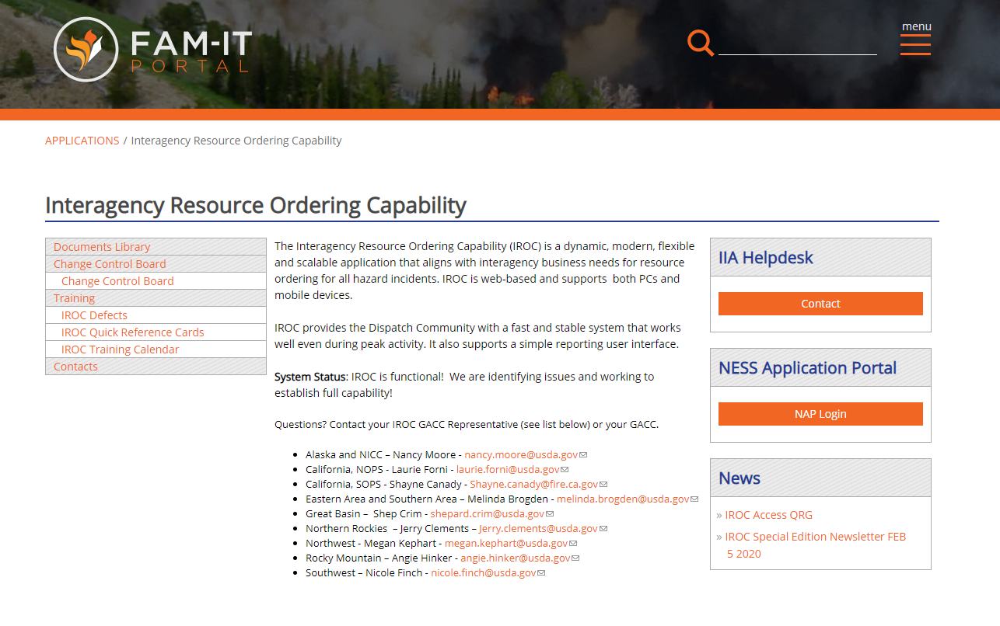 FAM-IT
PORTAL
menu
APPLICATIONS / Interagency Resource Ordering Capability
Interagency Resource Ordering Capability
Documents Library
Change Control Board
Change Control Board
Training
IROC Defects
IROC Quick Reference Cards
IROC Training Calendar
Contacts
The Interagency Resource Ordering Capability (IROC) is a dynamic, modern, flexible
and scalable application that aligns with interagency business needs for resource
ordering for all hazard incidents. IROC is web-based and supports  both PCs and
mobile devices.
IROC provides the Dispatch Community with a fast and stable system that works
well even during peak activity. It also supports a simple reporting user interface.
System Status: IROC is functional!  We are identifying issues and working to
establish full capability!
Questions? Contact your IROC GACC Representative (see list below) or your GACC.
• Alaska and NICC – Nancy Moore - nancy.moore@usda.gov
• California, NOPS - Laurie Forni - laurie.forni@usda.gov
• California, SOPS - Shayne Canady - Shayne.canady@fire.ca.gov
• Eastern Area and Southern Area – Melinda Brogden - melinda.brogden@usda.gov
• Great Basin –  Shep Crim - shepard.crim@usda.gov
• Northern Rockies  – Jerry Clements – Jerry.clements@usda.gov
• Northwest - Megan Kephart - megan.kephart@usda.gov
• Rocky Mountain – Angie Hinker - angie.hinker@usda.gov
• Southwest – Nicole Finch - nicole.finch@usda.gov
IIA Helpdesk
Contact
NESS Application Portal
NAP Login
News
» IROC Access QRG
» IROC Special Edition Newsletter FEB
5 2020